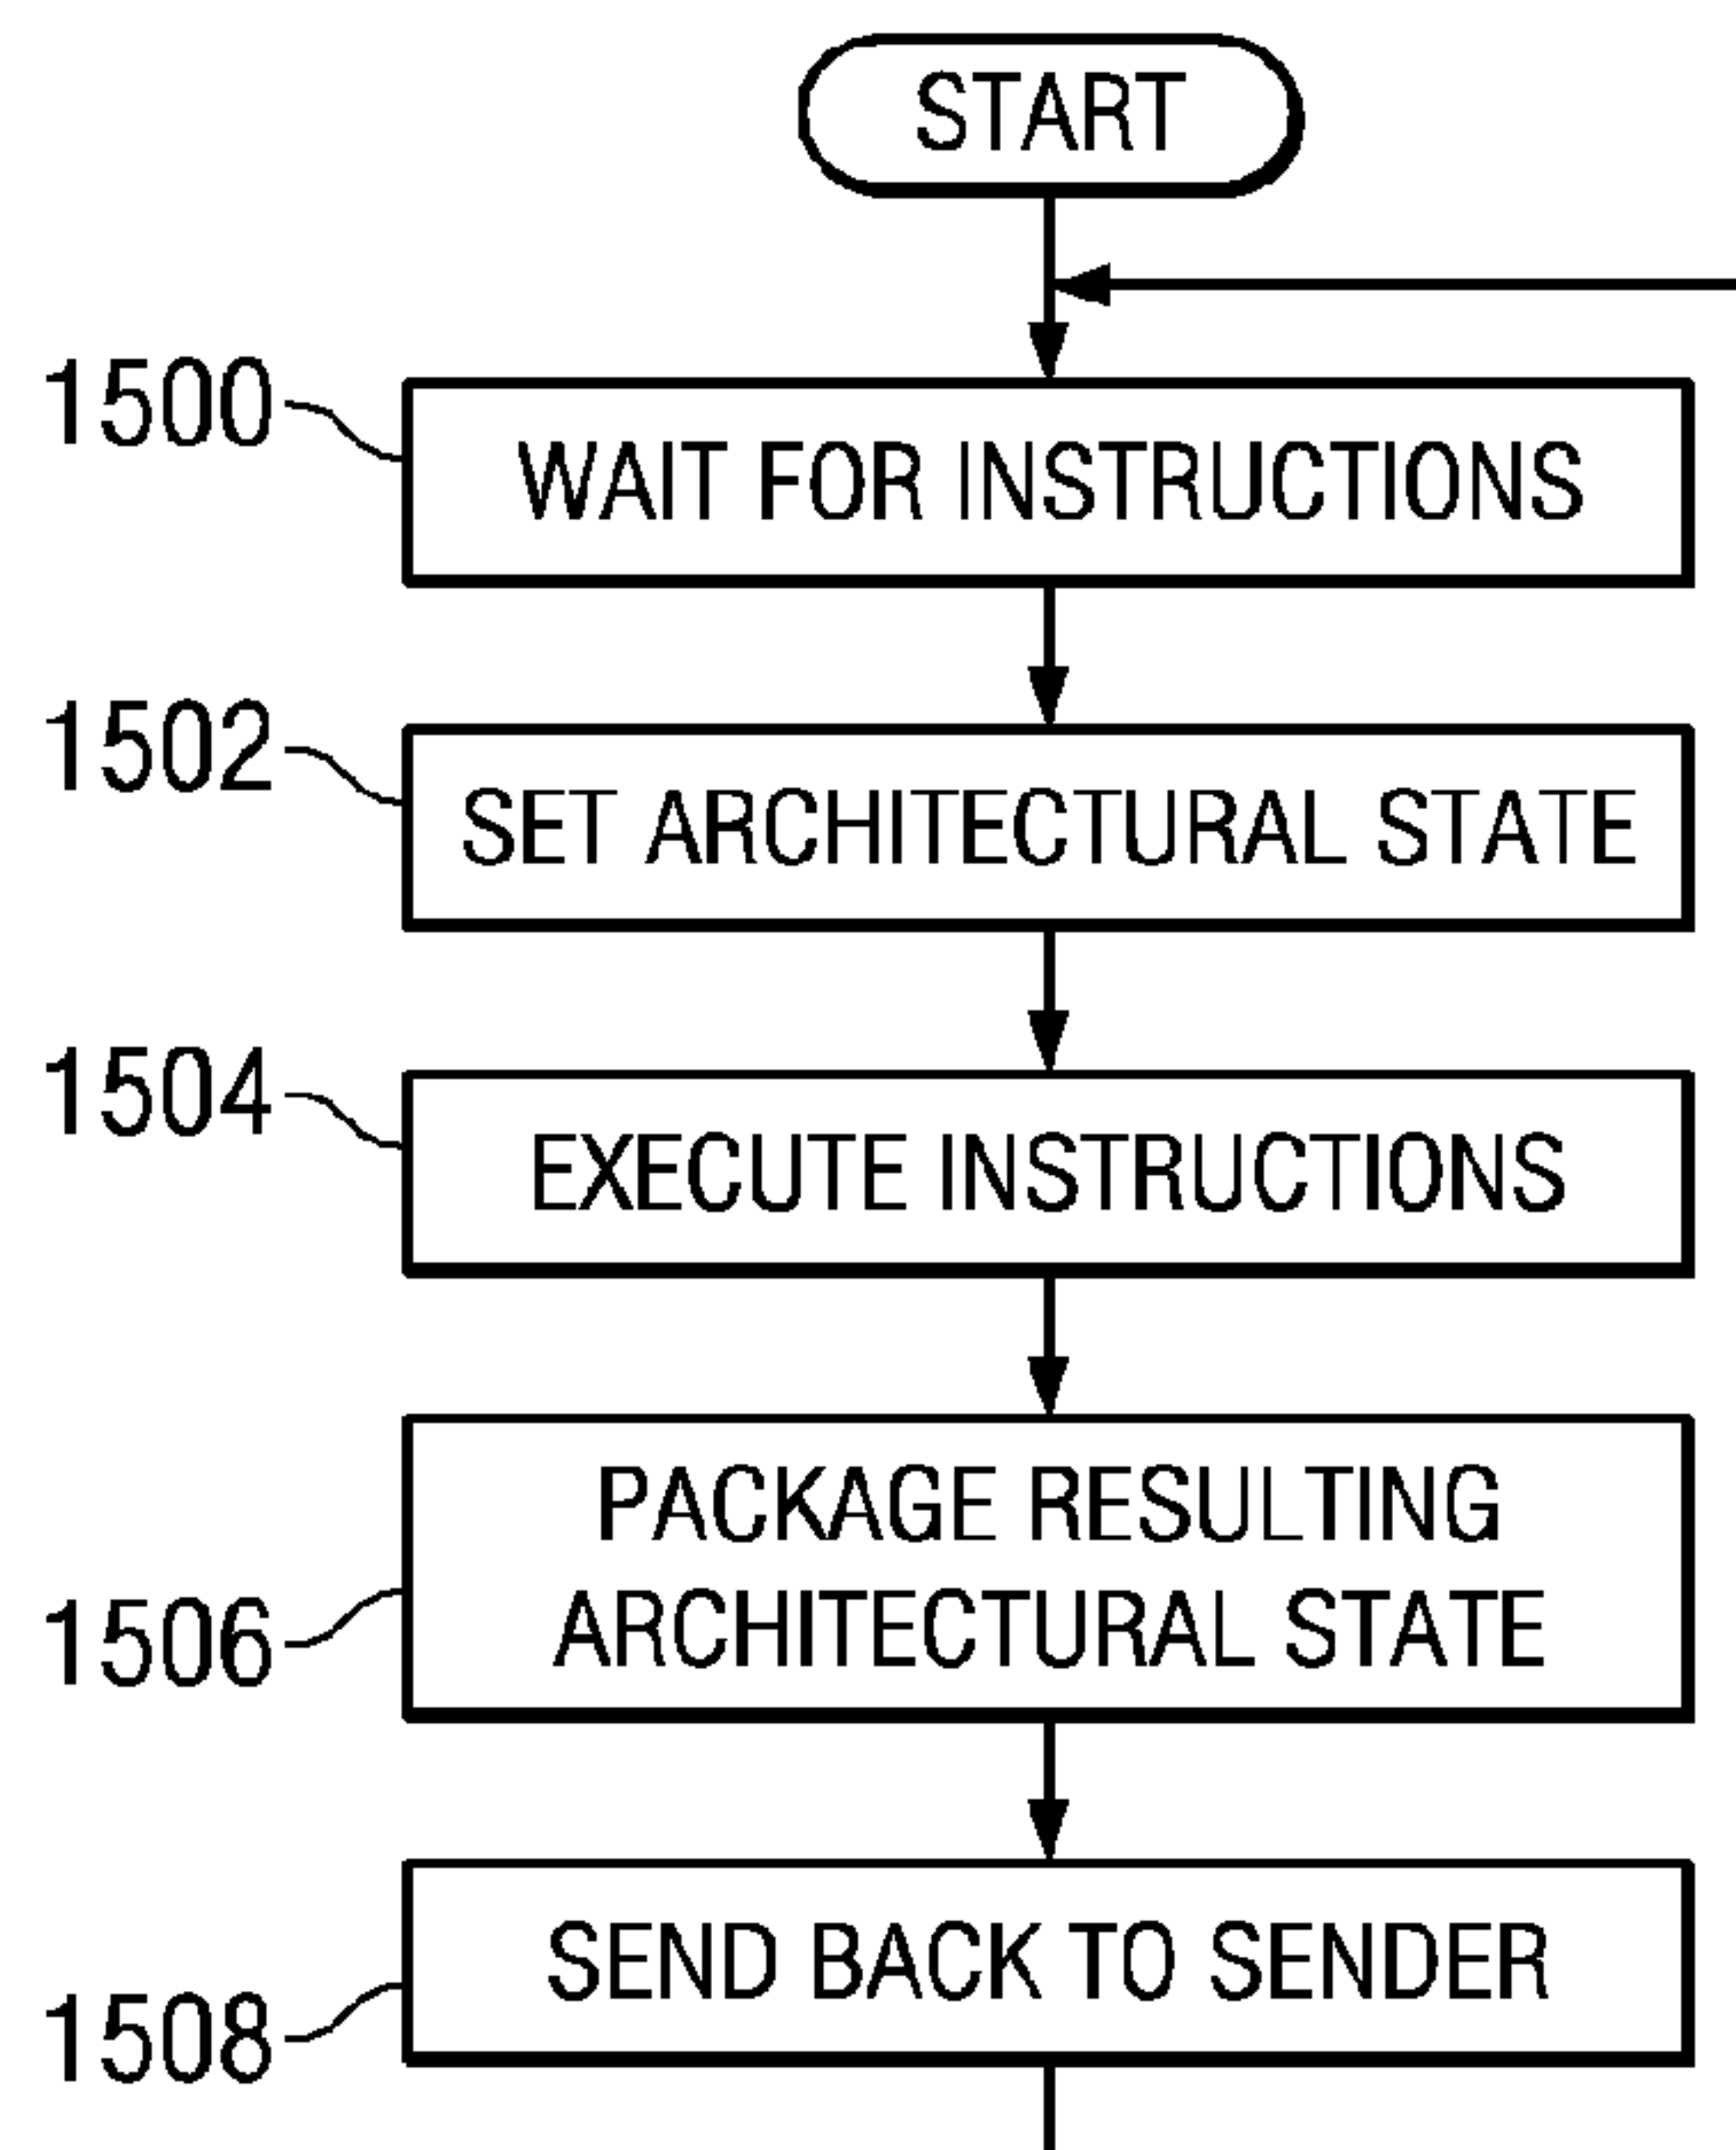 START
1500
WAIT FOR INSTRUCTIONS
1502
SET ARCHITECTURAL STATE
1504
EXECUTE INSTRUCTIONS
PACKAGE RESULTING
ARCHITECTURAL STATE
1506
SEND BACK TO SENDER
1508